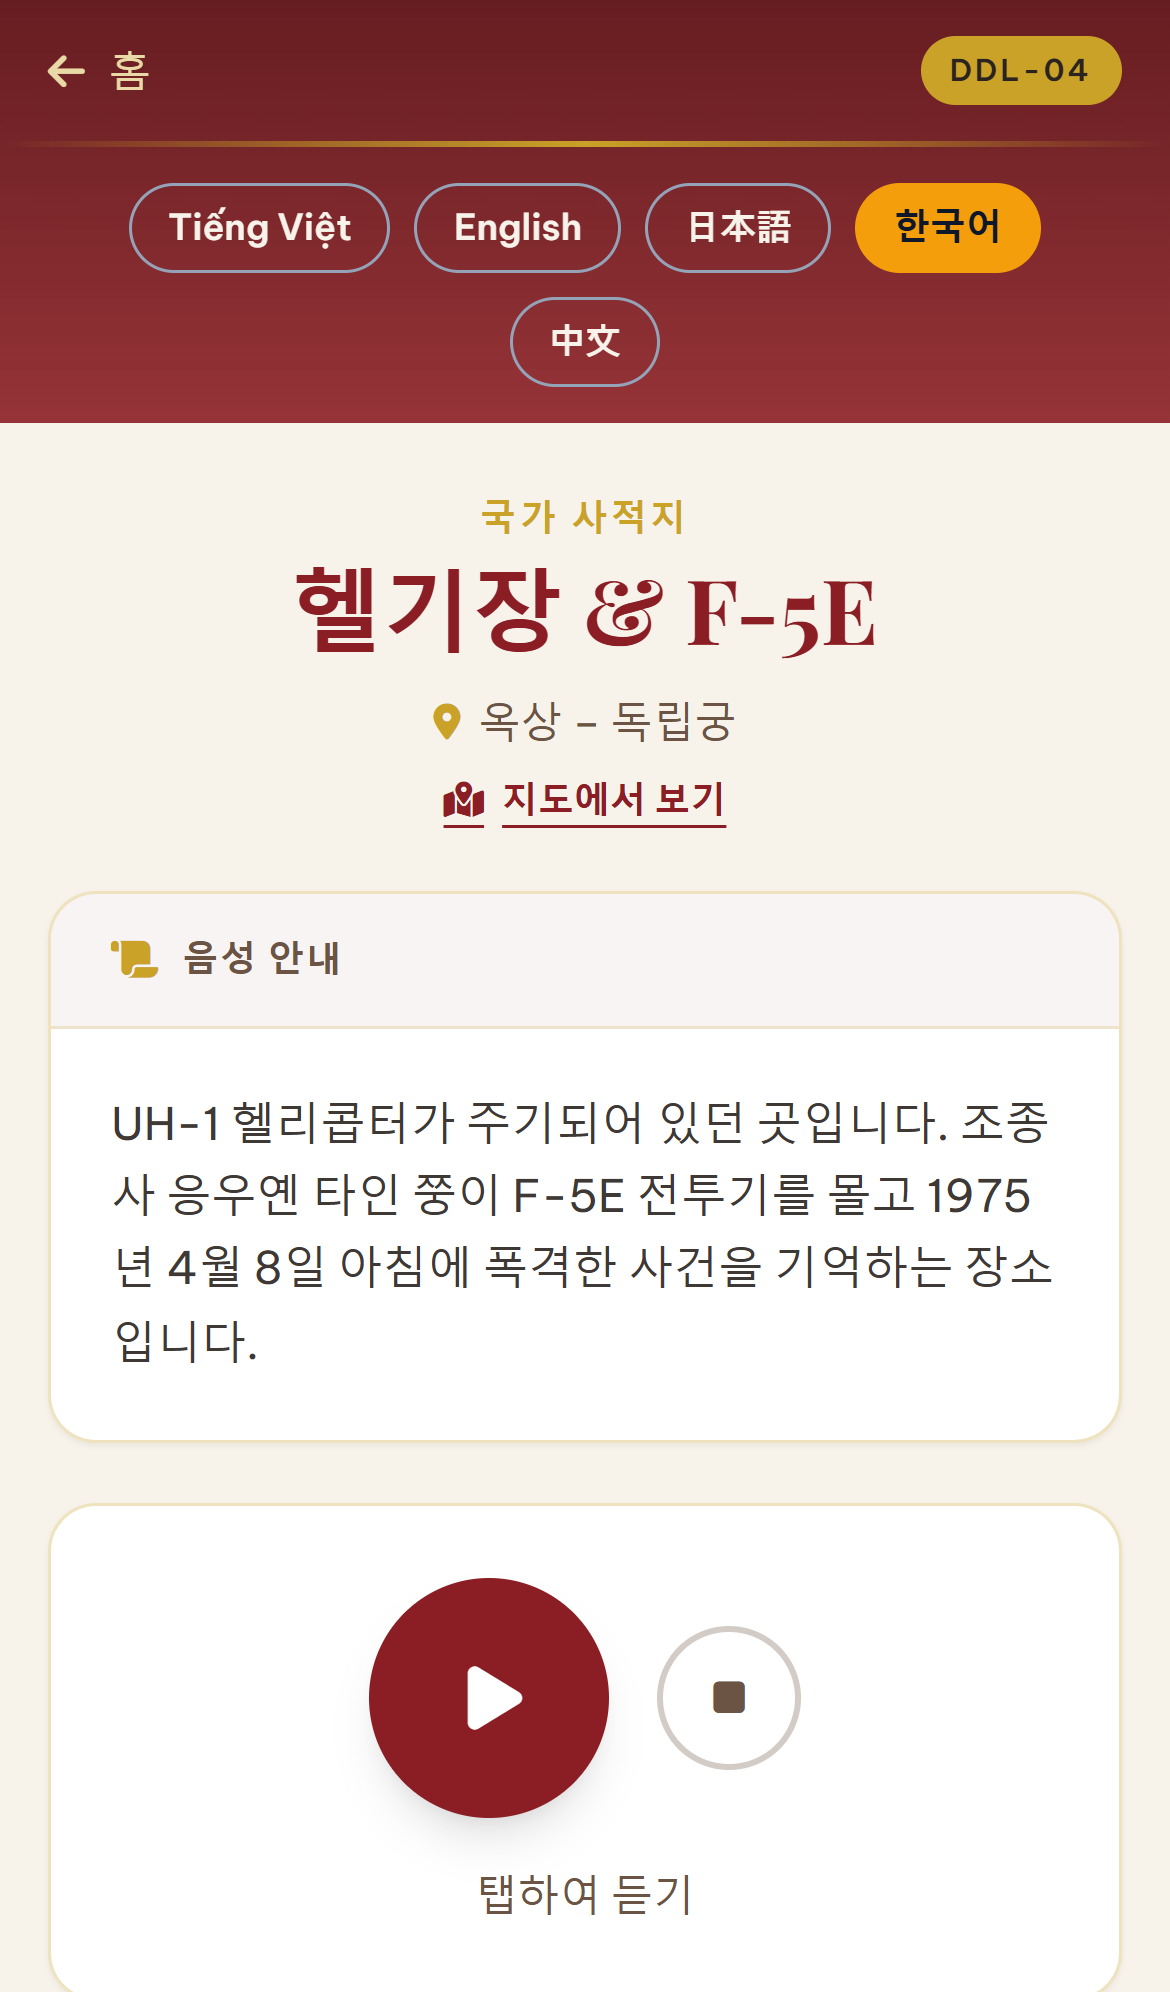 홈
DDL-04
Tiếng Việt
English
日本語
한국어
中文
국가 사적지
헬기장 & F-5E
옥상 – 독립궁
지도에서 보기
음성 안내
UH-1 헬리콥터가 주기되어 있던 곳입니다. 조종
사 응우옌 타인 쭝이 F-5E 전투기를 몰고 1975
년 4월 8일 아침에 폭격한 사건을 기억하는 장소
입니다.
탭하여 듣기